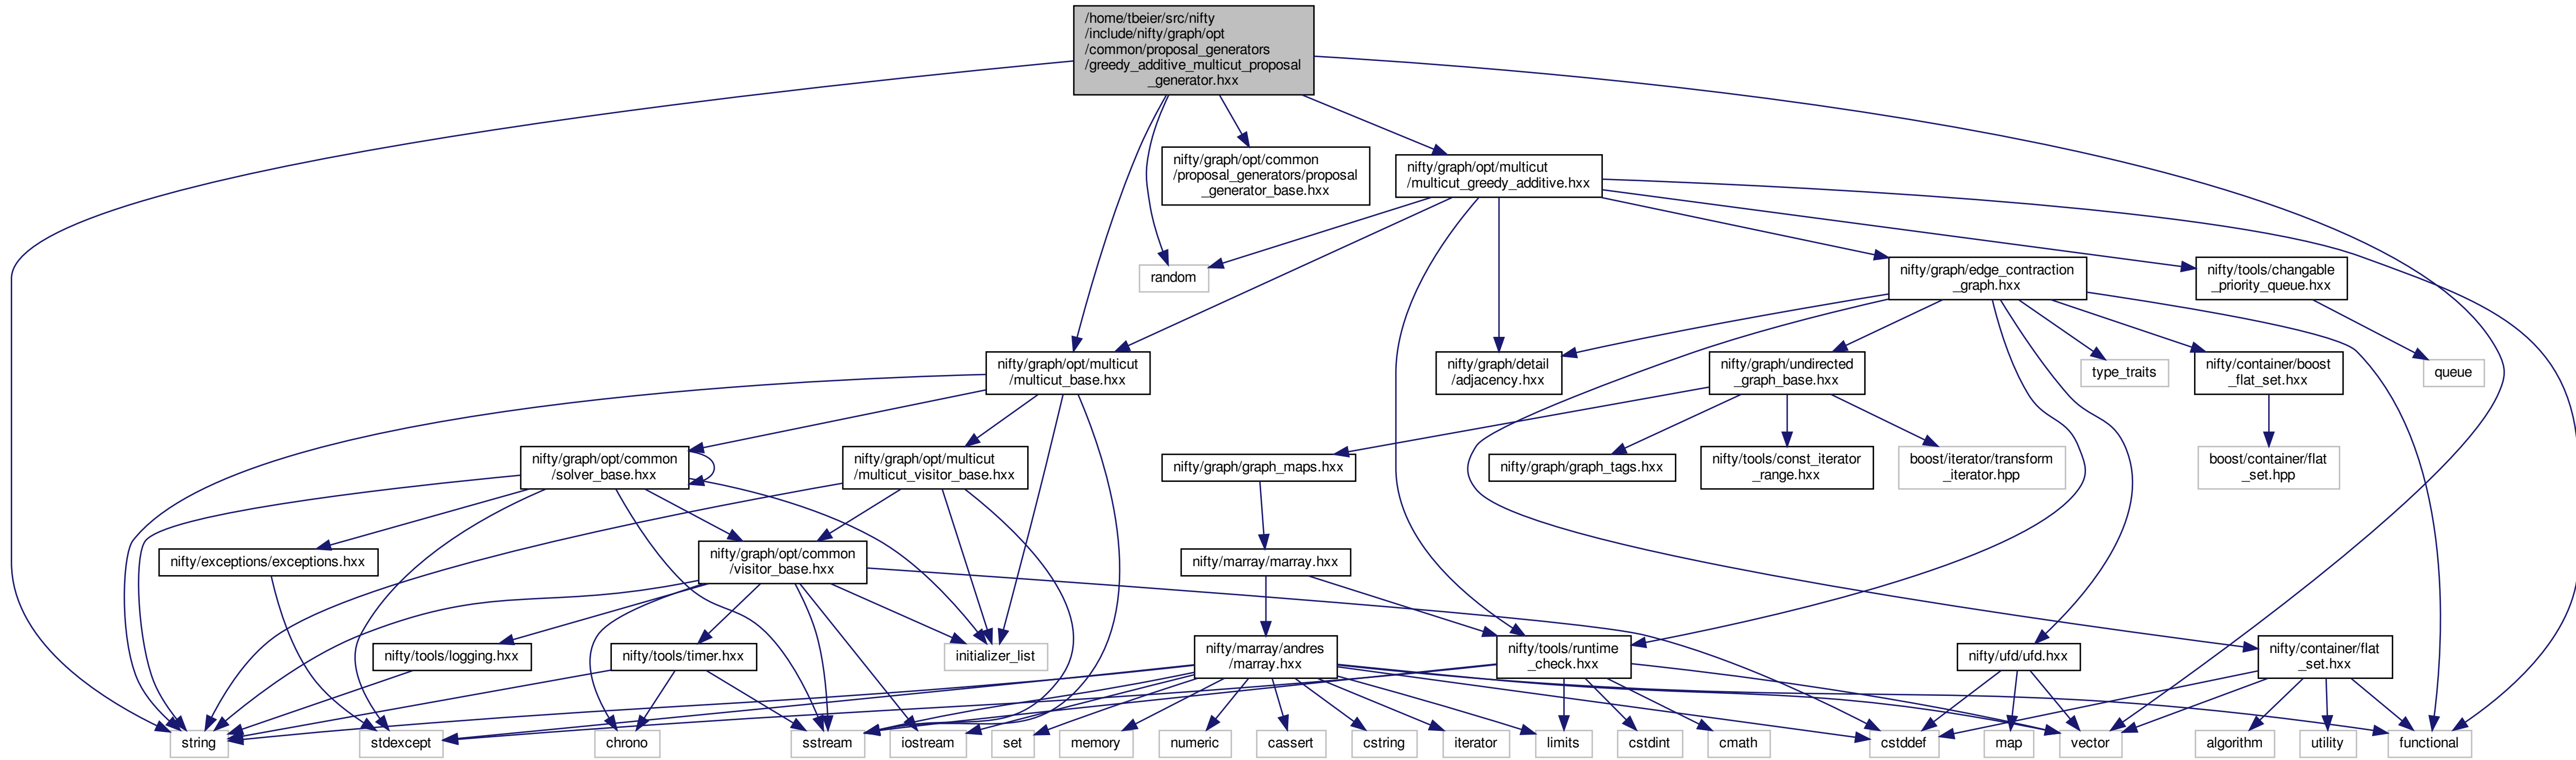 /home/tbeier/src/nifty
/include/nifty/graph/opt
/common/proposal_generators
/greedy_additive_multicut_proposal
_generator.hxx
nifty/graph/opt/common
/proposal_generators/proposal
_generator_base.hxx
nifty/graph/opt/multicut
/multicut_greedy_additive.hxx
random
nifty/graph/edge_contraction
_graph.hxx
nifty/tools/changable
_priority_queue.hxx
nifty/graph/opt/multicut
/multicut_base.hxx
nifty/graph/detail
/adjacency.hxx
nifty/graph/undirected
_graph_base.hxx
type_traits
nifty/container/boost
_flat_set.hxx
queue
nifty/graph/opt/common
/solver_base.hxx
nifty/graph/opt/multicut
/multicut_visitor_base.hxx
nifty/graph/graph_maps.hxx
nifty/graph/graph_tags.hxx
nifty/tools/const_iterator
_range.hxx
boost/iterator/transform
_iterator.hpp
boost/container/flat
_set.hpp
nifty/exceptions/exceptions.hxx
nifty/graph/opt/common
/visitor_base.hxx
nifty/marray/marray.hxx
nifty/tools/logging.hxx
nifty/tools/timer.hxx
initializer_list
nifty/marray/andres
/marray.hxx
nifty/tools/runtime
_check.hxx
nifty/ufd/ufd.hxx
nifty/container/flat
_set.hxx
string
stdexcept
chrono
sstream
iostream
set
memory
numeric
cassert
cstring
iterator
limits
cstdint
cmath
cstddef
map
vector
algorithm
utility
functional